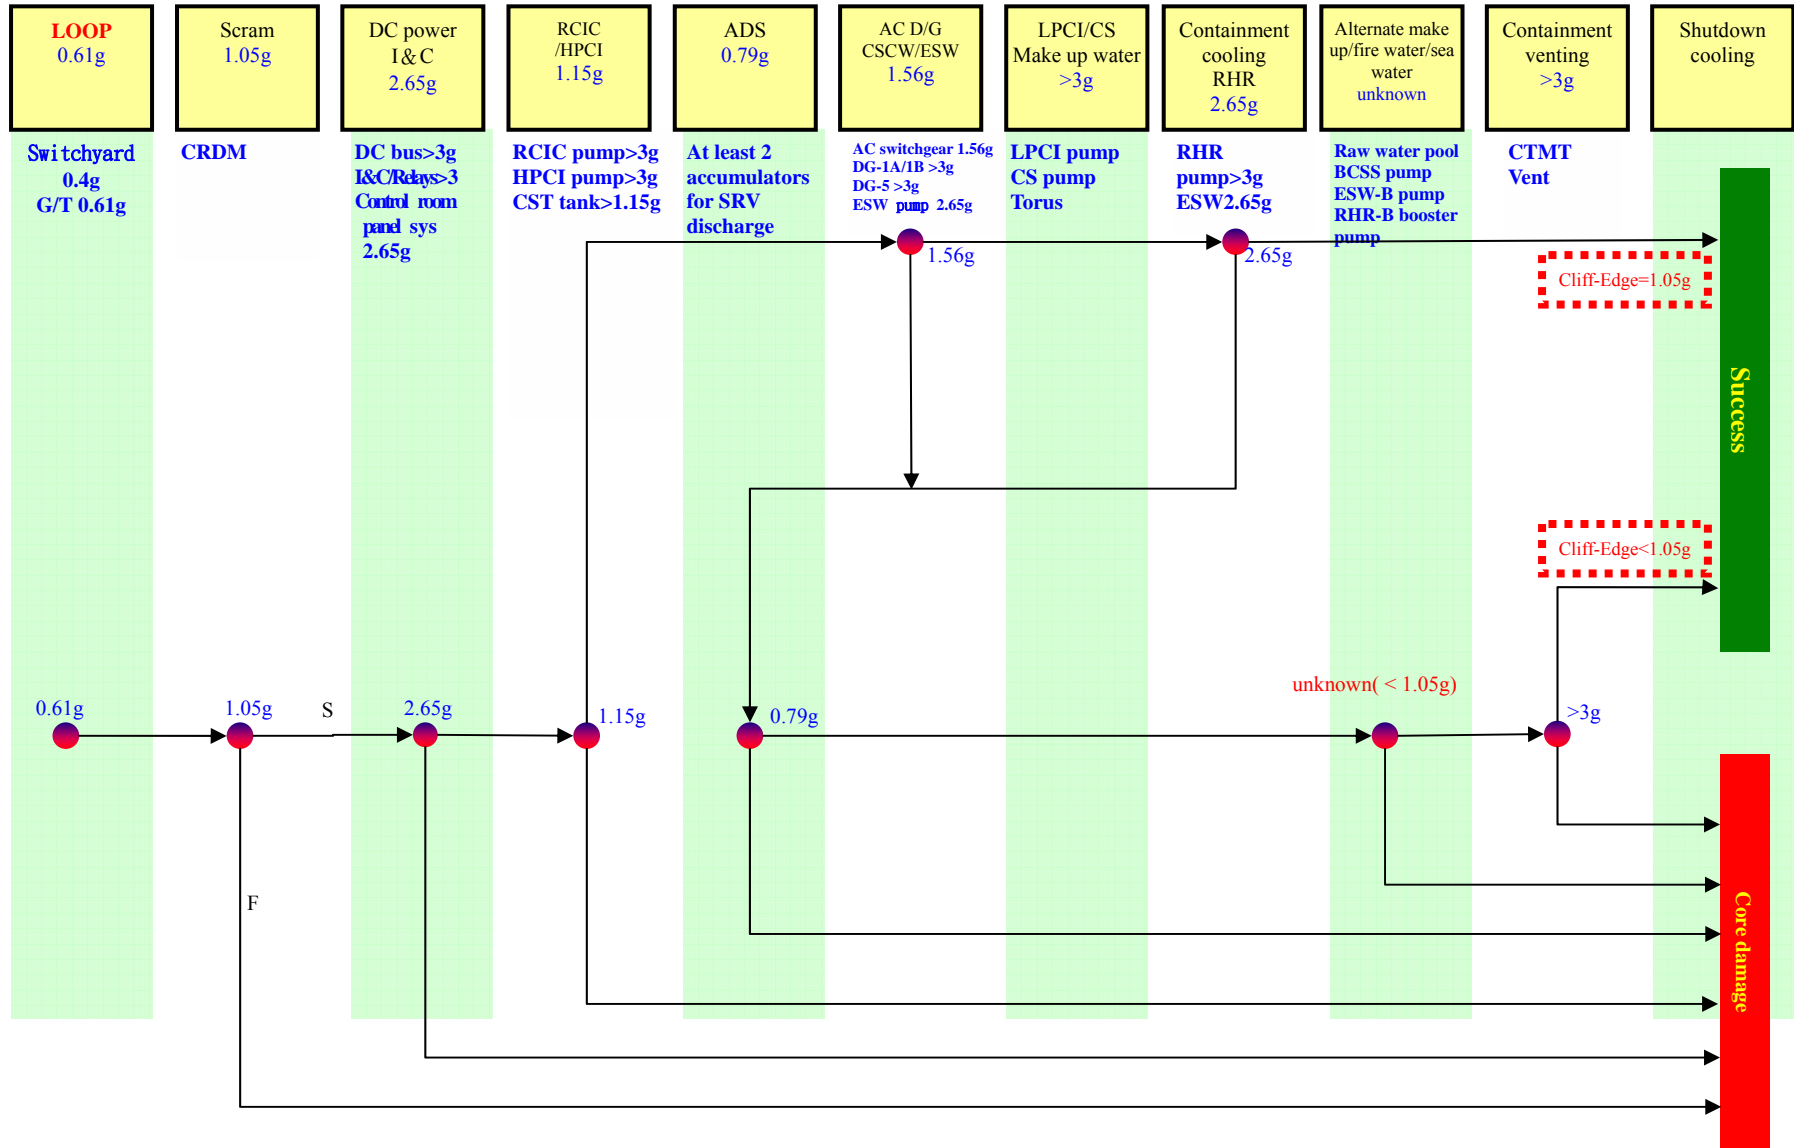 LOOP
0.61g
Scram
1.05g
DC power
I & C
2.65g
RCIC
/HPCI
1.15g
ADS
0.79g
AC D/G
CSCW/ESW
1.56g
LPCI/CS
Make up water
>3g
Containment
cooling
RHR
2.65g
Alternate make
up/fire water/sea
water
unknown
Containment
venting
>3g
Shutdown
cooling
Switchyard
0.4g
G/T 0.61g
CRDM
DC bus>3g
I&C/Relays>3
Control room
panel sys
2.65g
RCIC pump>3g
HPCI pump>3g
CST tank>1.15g
At least 2
accumulators
for SRV
discharge
AC switchgear 1.56g
DG-1A/1B >3g
DG-5 >3g
ESW pump 2.65g
LPCI pump
CS pump
Torus
RHR
pump>3g
ESW2.65g
Raw water pool
BCSS pump
ESW-B pump
RHR-B booster
pump
CTMT
Vent
1.56g
2.65g
Cliff-Edge=1.05g
Success
Cliff-Edge<1.05g
unknown( < 1.05g)
0.61g
1.05g
S
2.65g
1.15g
0.79g
>3g
F
Core damage